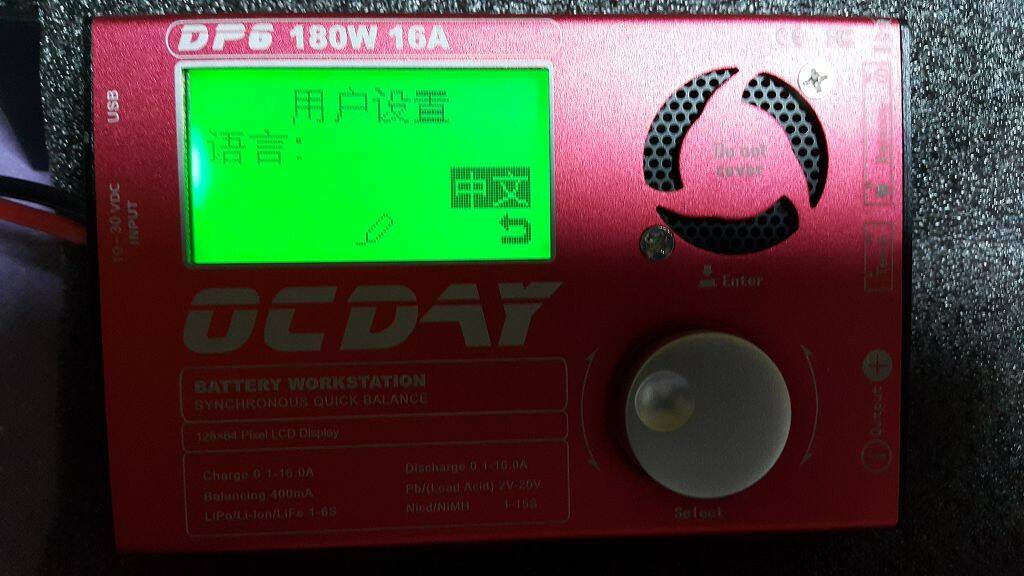 DP6 180W 16A
用户设置
语言:
中文
USB
10-30 VDC
INPUT
Do not
cover
Enter
OCDAY
BATTERY WORKSTATION
SYNCHRONOUS QUICK BALANCE
128×64 Pixel LCD Display
Charge 0.1-16.0A
Balancing 400mA
LiPo/Li-Ion/LiFe 1-6S
Discharge 0.1-16.0A
Pb/(Lead Acid) 2V-20V
Nicd/NiMH 1-15S
Select
Output
CE FC